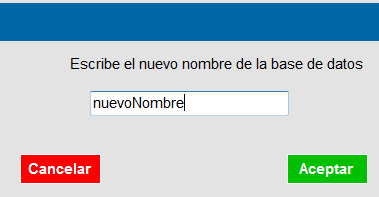 Escribe el nuevo nombre de la base de datos
nuevoNombre
Cancelar Aceptar